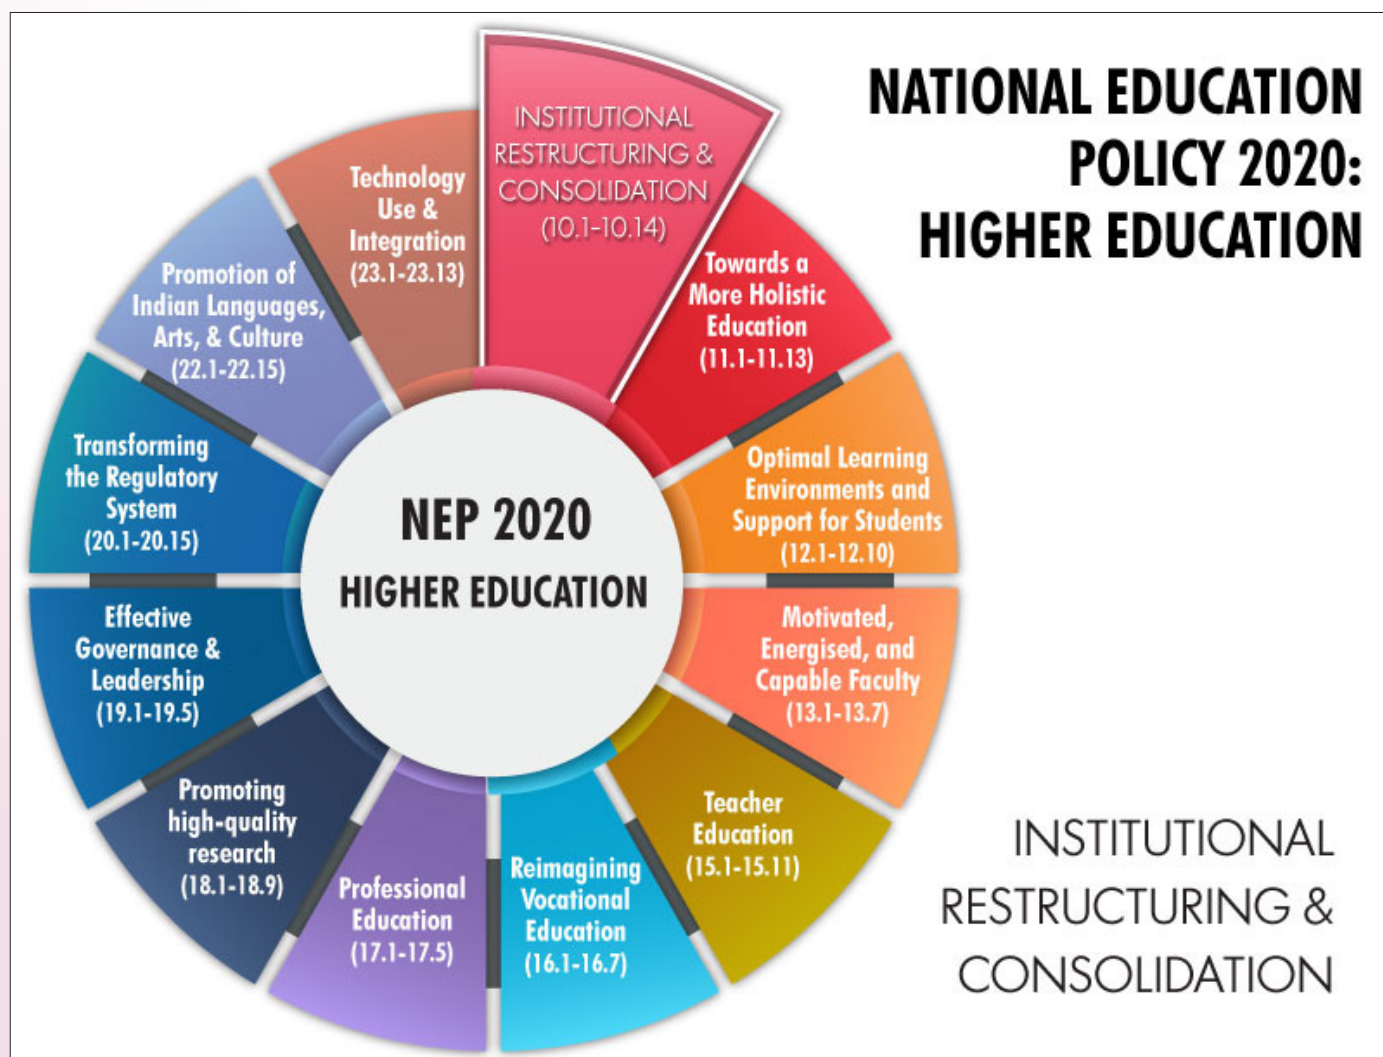 NATIONAL EDUCATION
POLICY 2020:
HIGHER EDUCATION
INSTITUTIONAL
RESTRUCTURING &
CONSOLIDATION
(10.1-10.14)
Towards a
More Holistic
Education
(11.1-11.13)
Optimal Learning
Environments and
Support for Students
(12.1-12.10)
Motivated,
Energised, and
Capable Faculty
(13.1-13.7)
Teacher
Education
(15.1-15.11)
Reimagining
Vocational
Education
(16.1-16.7)
Professional
Education
(17.1-17.5)
Promoting
high-quality
research
(18.1-18.9)
Effective
Governance &
Leadership
(19.1-19.5)
Transforming
the Regulatory
System
(20.1-20.15)
Promotion of
Indian Languages,
Arts, & Culture
(22.1-22.15)
Technology
Use &
Integration
(23.1-23.13)
NEP 2020
HIGHER EDUCATION
INSTITUTIONAL
RESTRUCTURING &
CONSOLIDATION